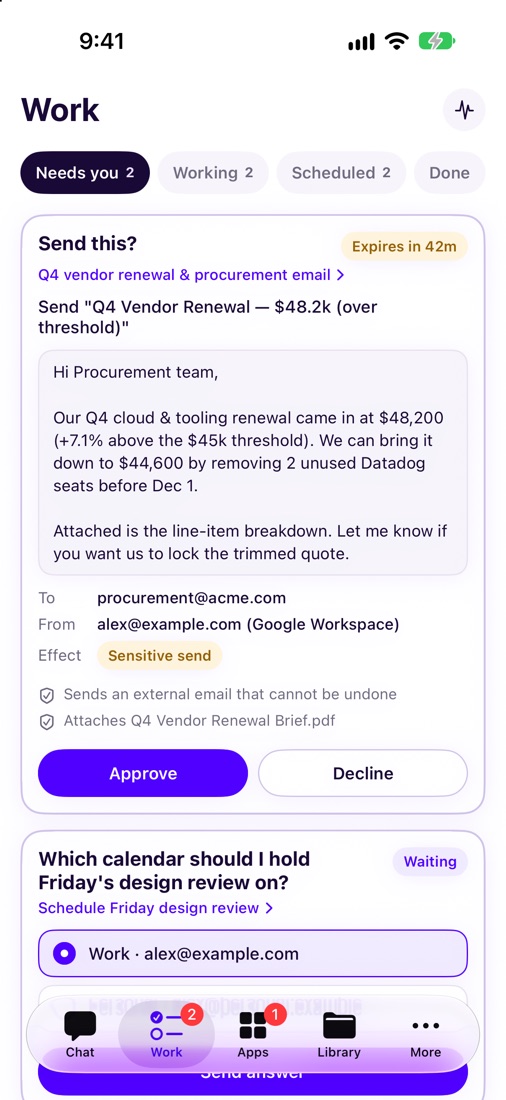 9:41
Work
Needs you 2
Working 2
Scheduled 2
Done
Send this?
Expires in 42m
Q4 vendor renewal & procurement email
Send "Q4 Vendor Renewal — $48.2k (over
threshold)"
Hi Procurement team,
Our Q4 cloud & tooling renewal came in at $48,200
(+7.1% above the $45k threshold). We can bring it
down to $44,600 by removing 2 unused Datadog
seats before Dec 1.
Attached is the line-item breakdown. Let me know if
you want us to lock the trimmed quote.
To procurement@acme.com
From alex@example.com (Google Workspace)
Effect Sensitive send
Sends an external email that cannot be undone
Attaches Q4 Vendor Renewal Brief.pdf
Approve
Decline
Which calendar should I hold
Friday's design review on?
Waiting
Schedule Friday design review
Work · alex@example.com
2
1
Chat
Work
Apps
Library
More
Send answer